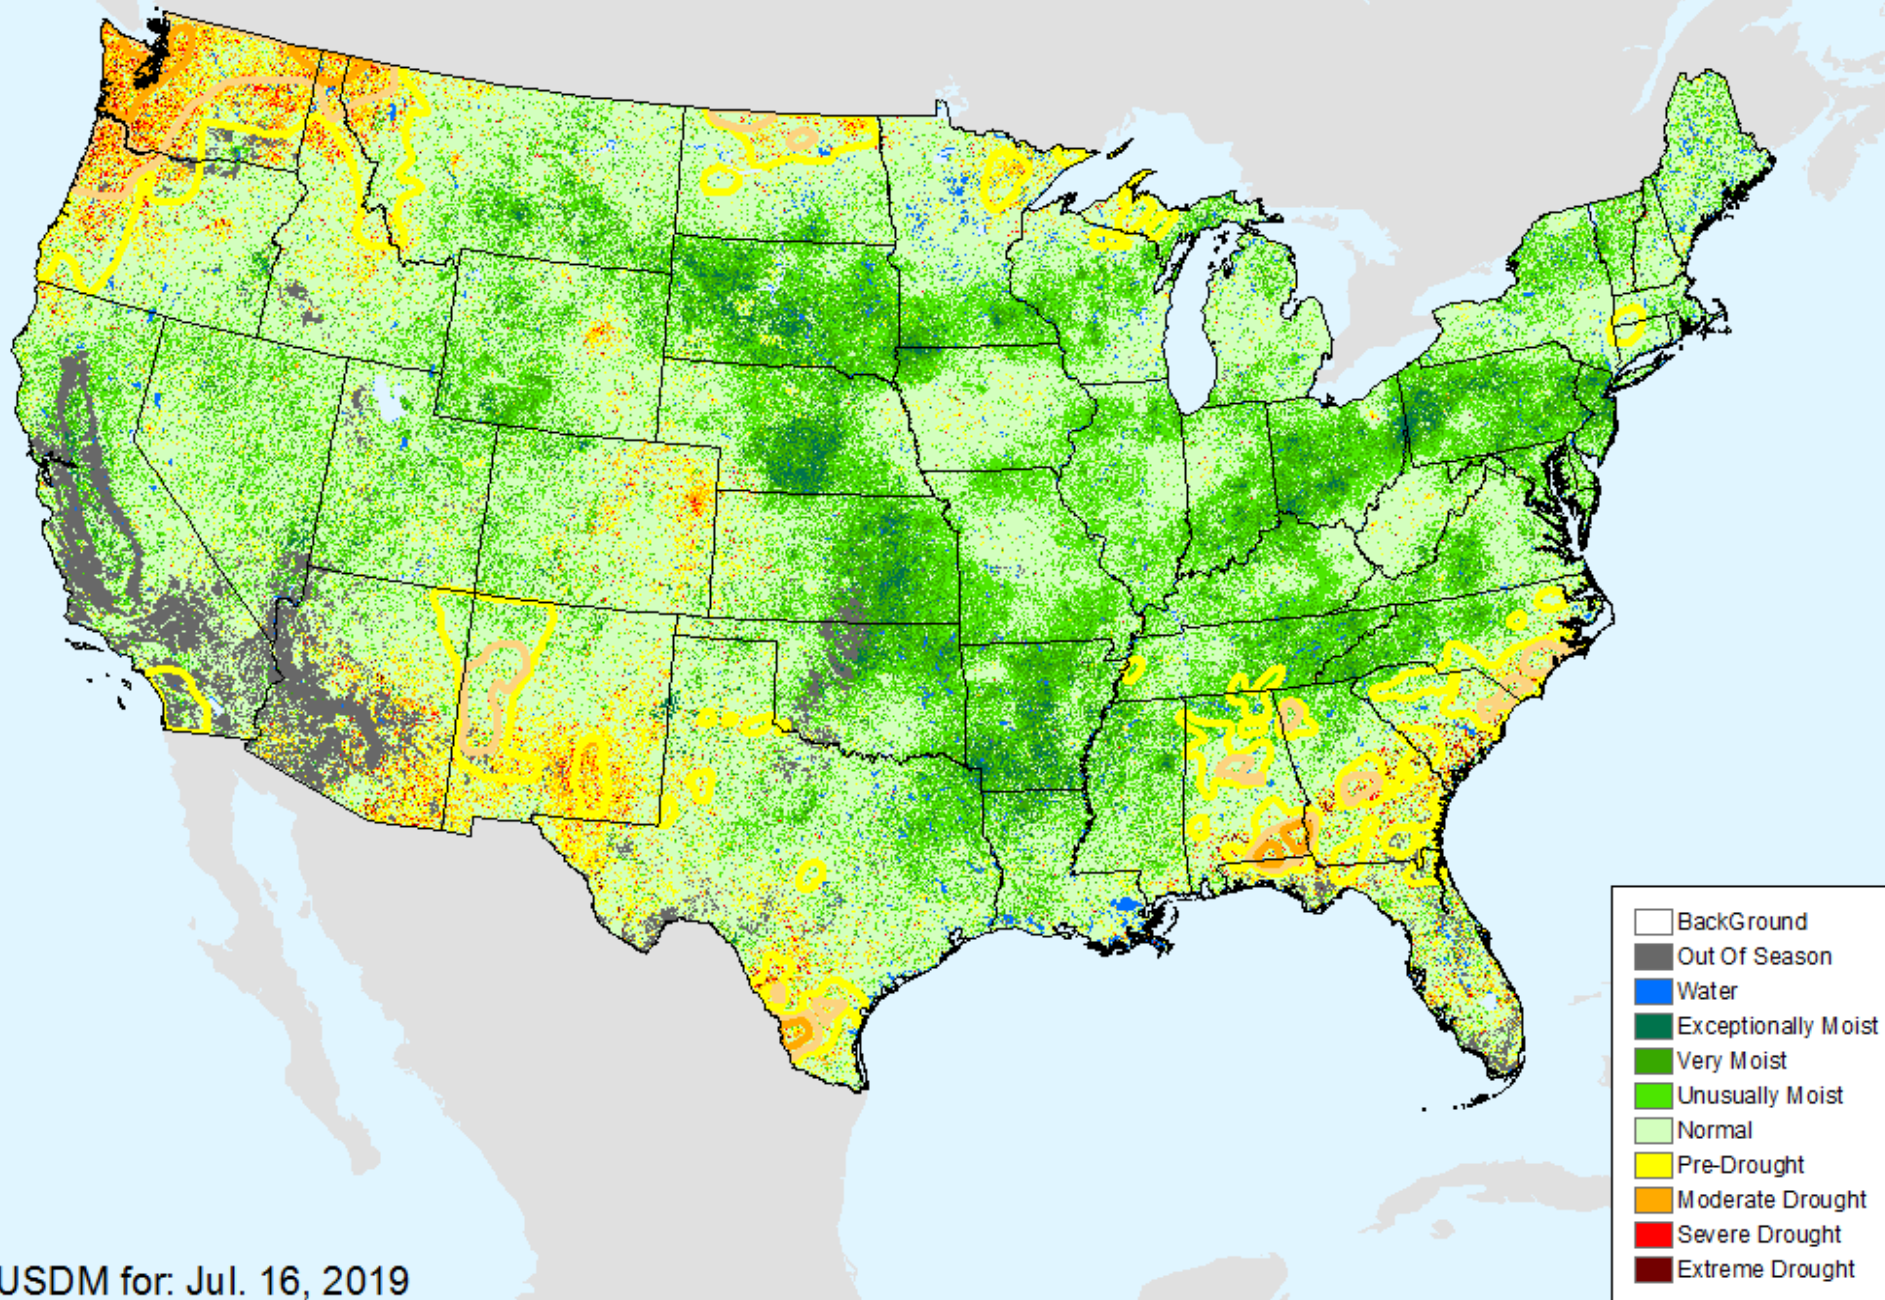 BackGround
Out Of Season
Water
Exceptionally Moist
Very Moist
Unusually Moist
Normal
Pre-Drought
Moderate Drought
Severe Drought
Extreme Drought
USDM for: Jul. 16, 2019